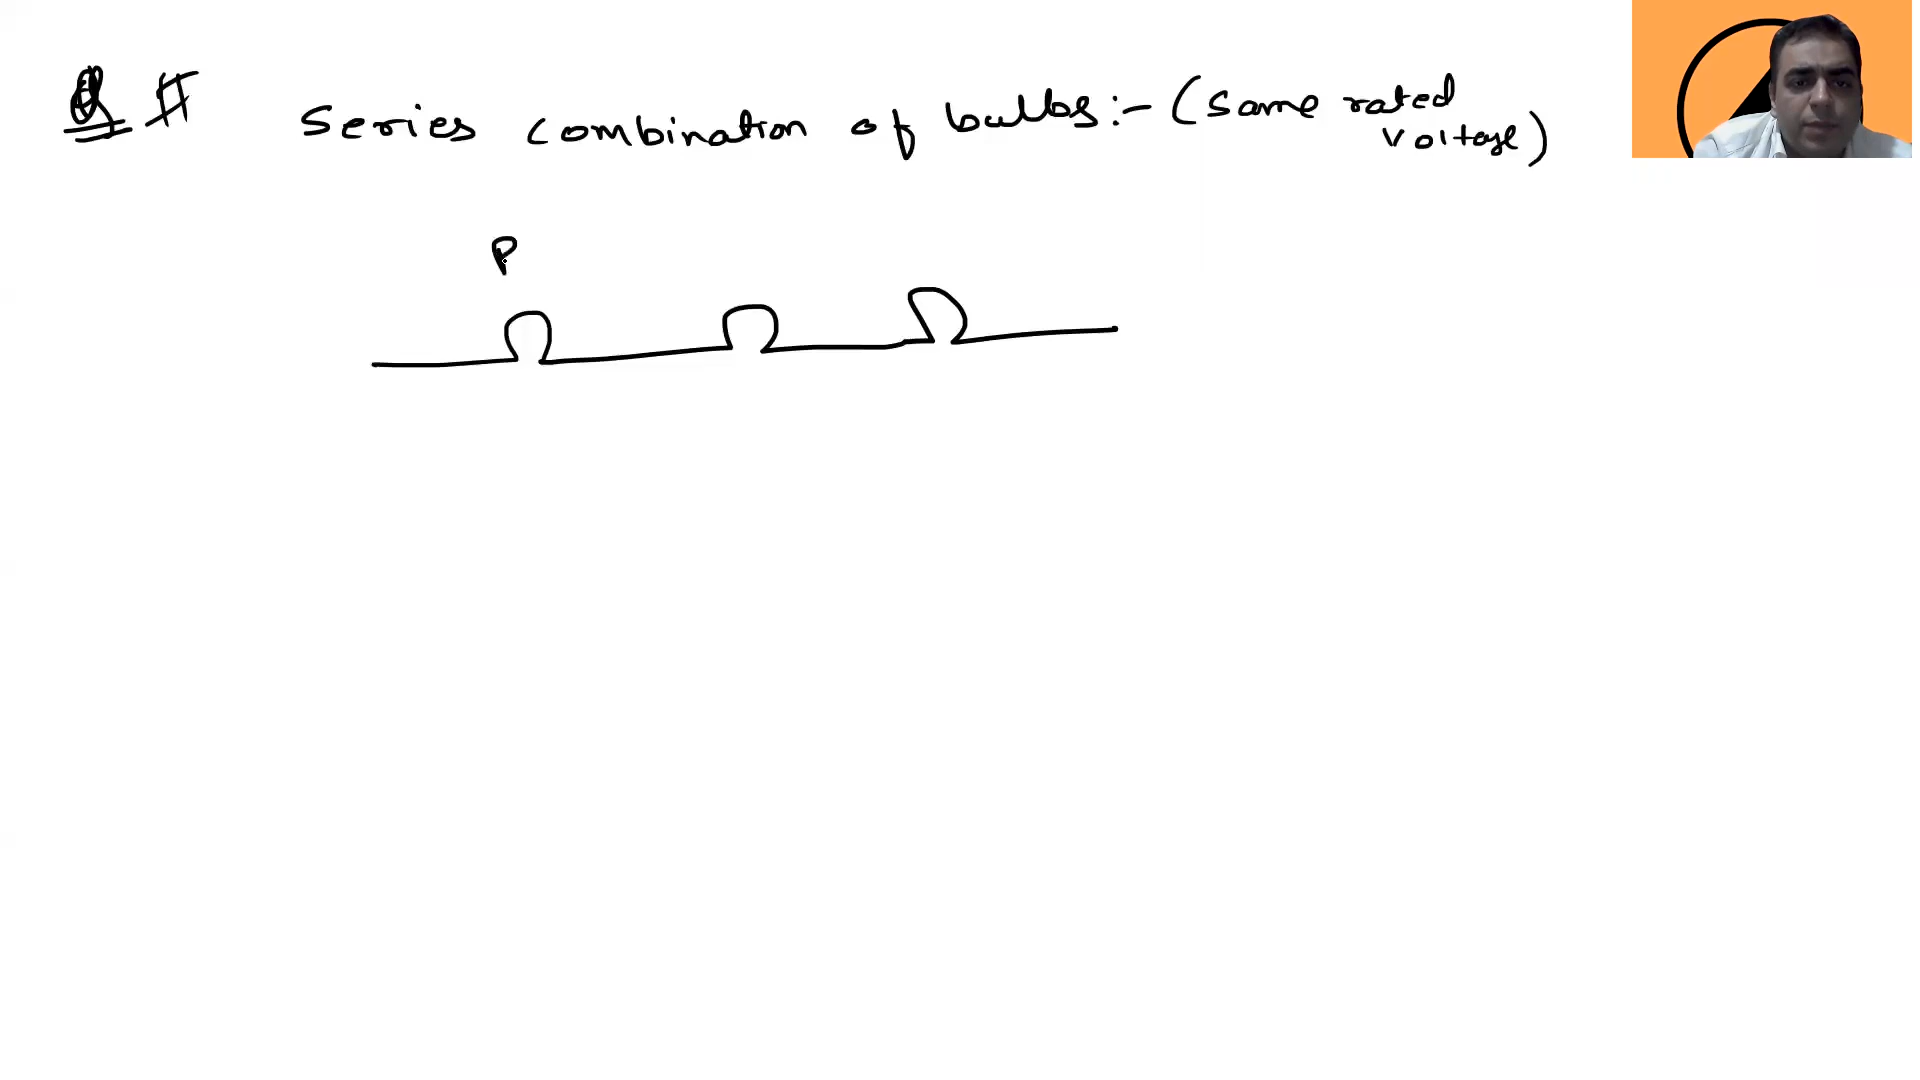 # Series combination of bulbs:- (Same rated
voltage)
P